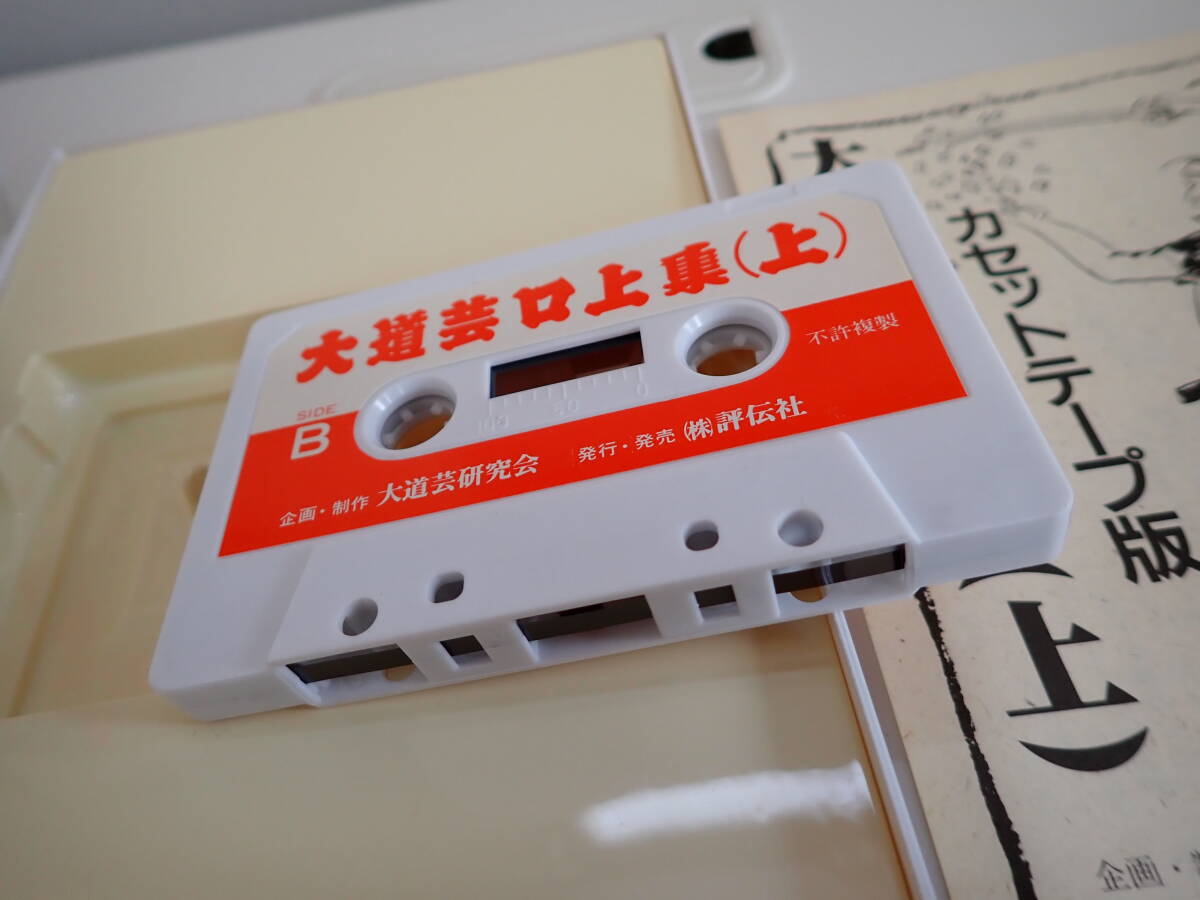 大道芸口上集(上)
不許複製
SIDE
B
100 50 0
企画・制作 大道芸研究会 発行・発売 (株)評伝社
大
カセットテープ版
(上)
企画・